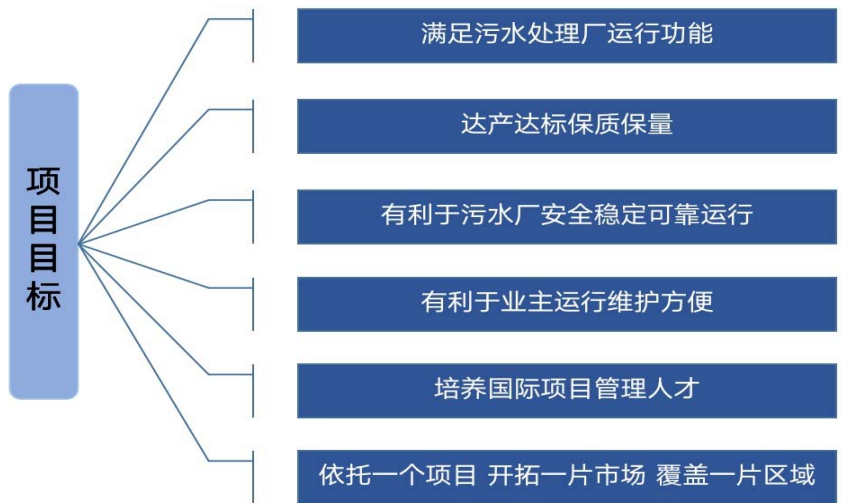 项目目标
满足污水处理厂运行功能
达产达标保质保量
有利于污水厂安全稳定可靠运行
有利于业主运行维护方便
培养国际项目管理人才
依托一个项目 开拓一片市场 覆盖一片区域